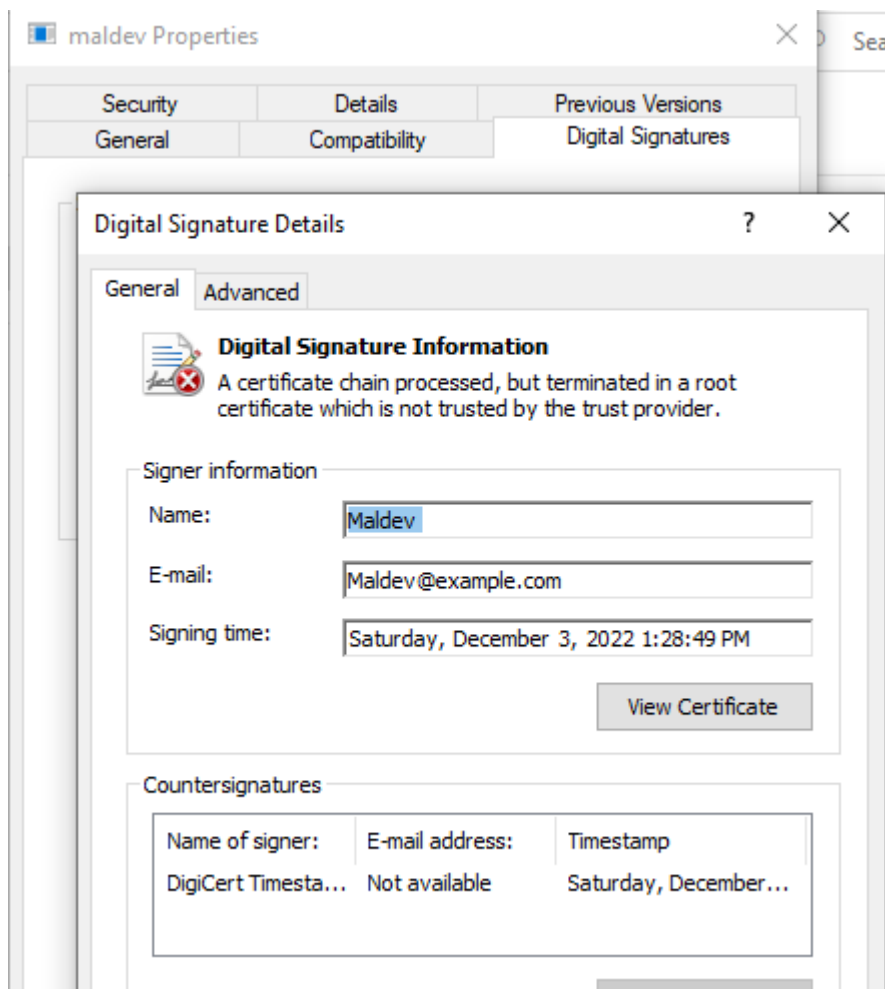 maldev Properties
Sea
Security Details Previous Versions
General Compatibility Digital Signatures
Digital Signature Details ?
General Advanced
Digital Signature Information
A certificate chain processed, but terminated in a root
certificate which is not trusted by the trust provider.
Signer information
Name: Maldev
E-mail: Maldev@example.com
Signing time: Saturday, December 3, 2022 1:28:49 PM
View Certificate
Countersignatures
Name of signer: E-mail address: Timestamp
DigiCert Timesta... Not available Saturday, December...